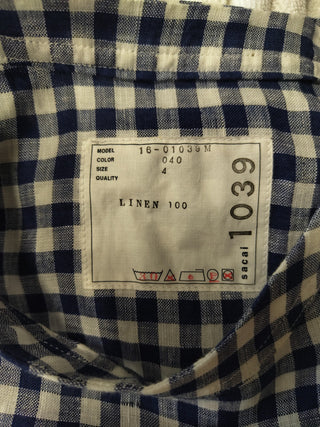 MODEL 16-01039M
COLOR 040
SIZE 4
QUALITY
LINEN 100
sacai 1039